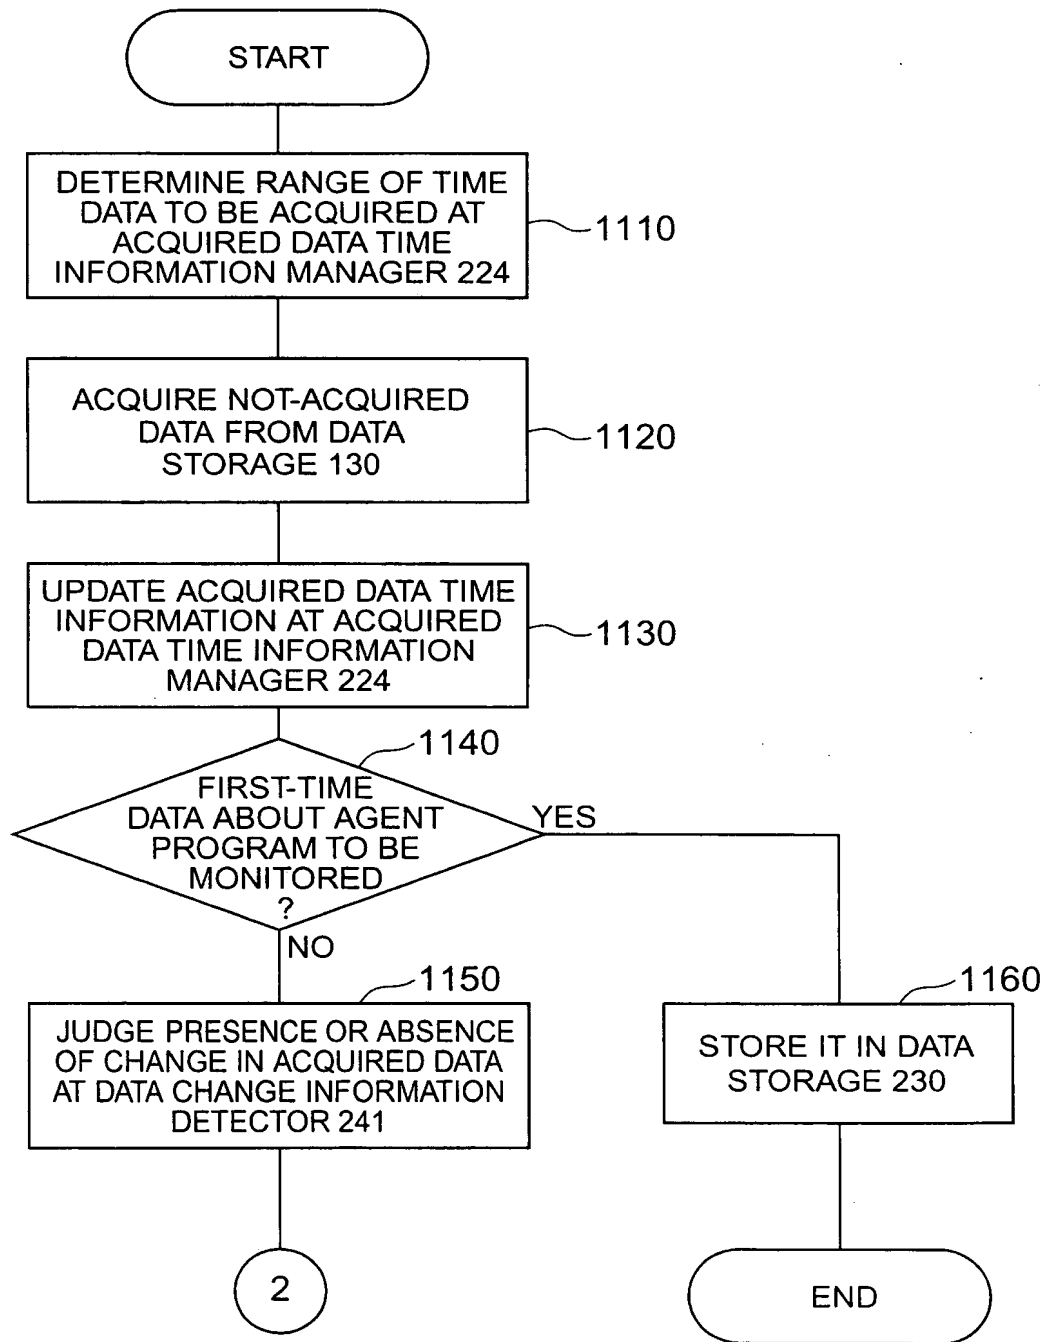 START
DETERMINE RANGE OF TIME
DATA TO BE ACQUIRED AT
ACQUIRED DATA TIME
INFORMATION MANAGER 224
1110
ACQUIRE NOT-ACQUIRED
DATA FROM DATA
STORAGE 130
1120
UPDATE ACQUIRED DATA TIME
INFORMATION AT ACQUIRED
DATA TIME INFORMATION
MANAGER 224
1130
1140
FIRST-TIME
DATA ABOUT AGENT
PROGRAM TO BE
MONITORED
?
YES
NO
1150
JUDGE PRESENCE OR ABSENCE
OF CHANGE IN ACQUIRED DATA
AT DATA CHANGE INFORMATION
DETECTOR 241
1160
STORE IT IN DATA
STORAGE 230
2
END